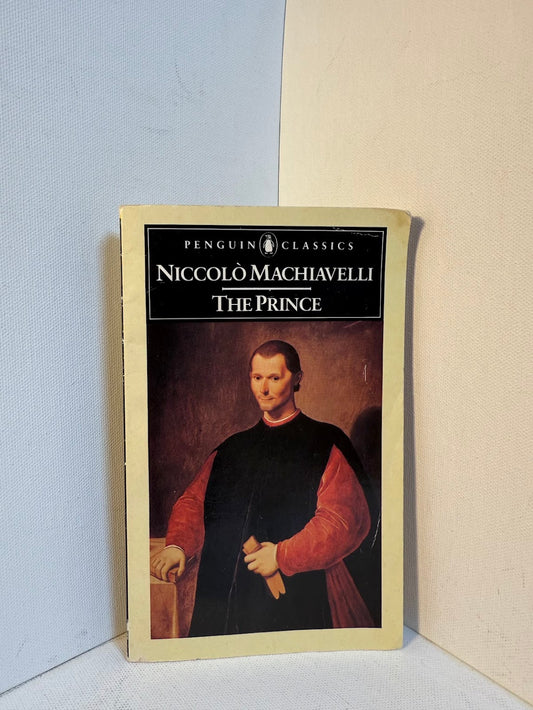 PENGUIN CLASSICS
NICCOLÒ MACHIAVELLI
THE PRINCE